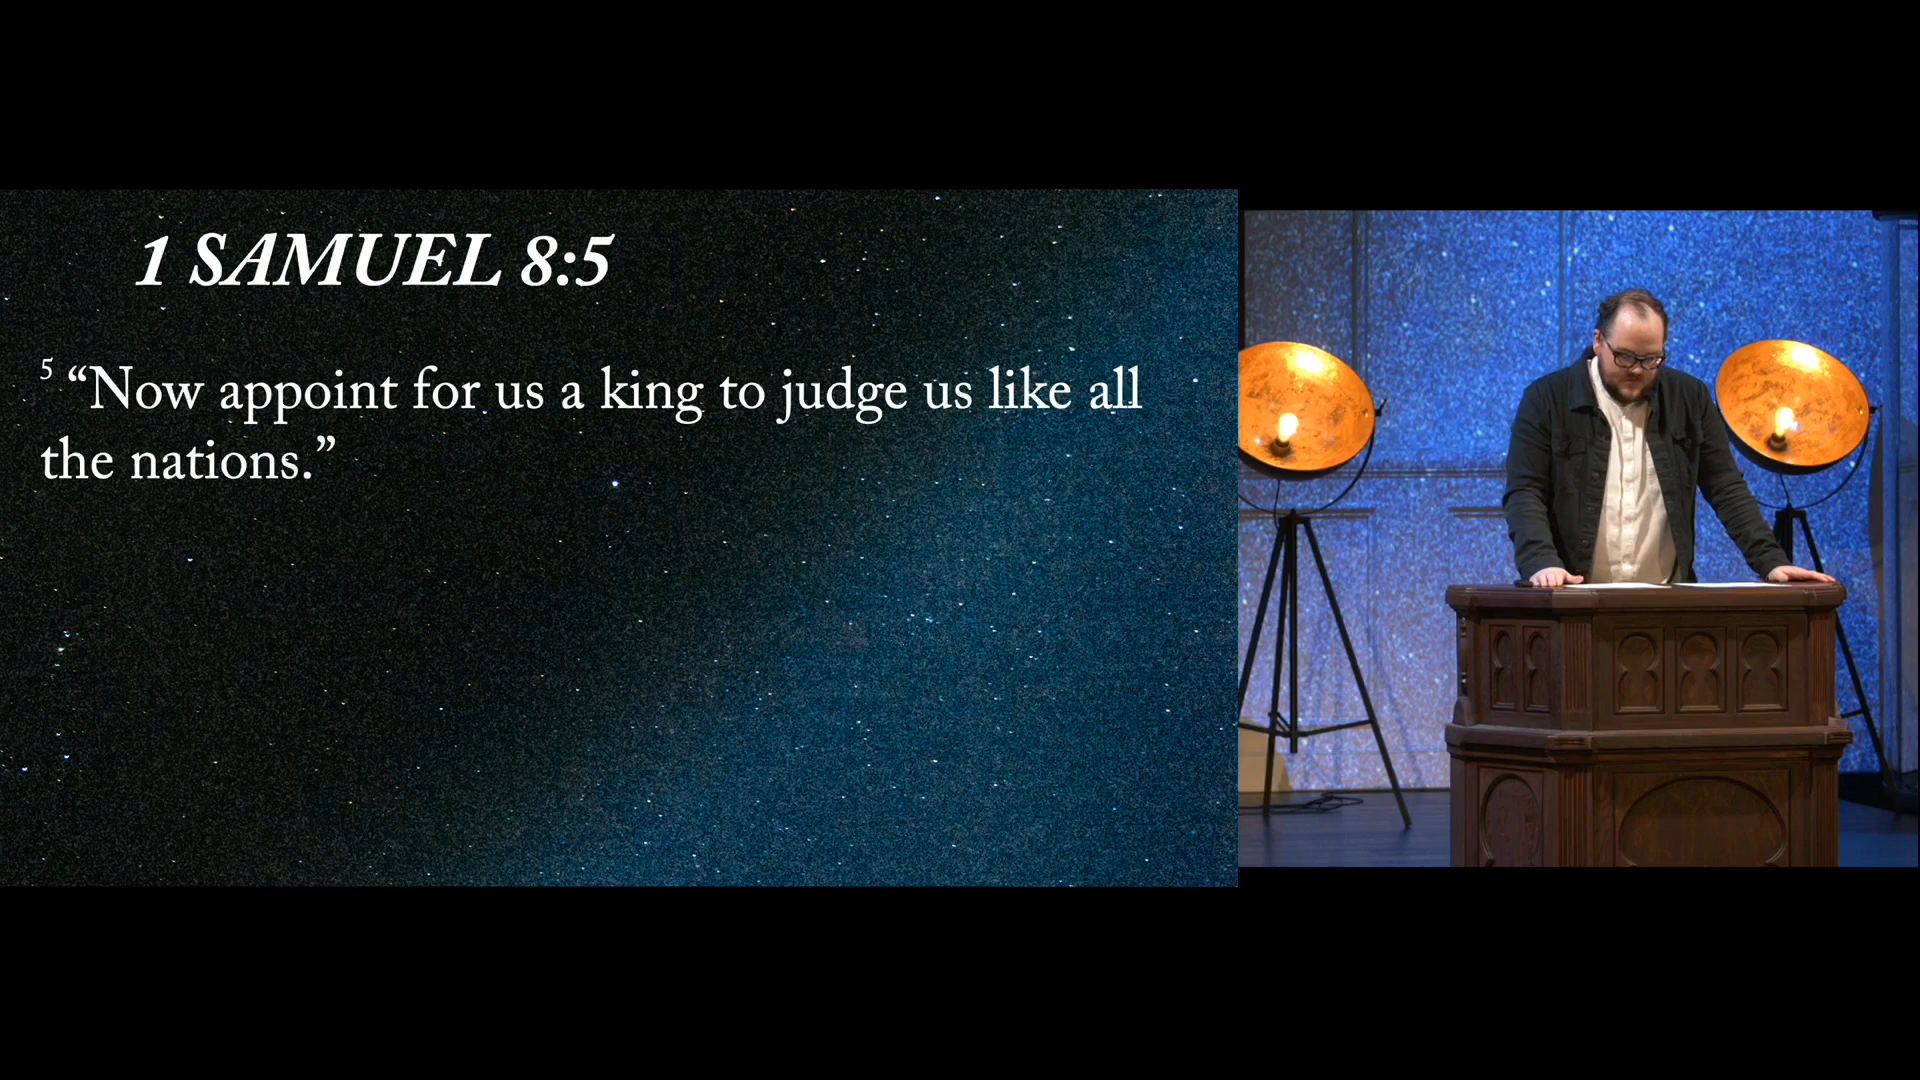 1 SAMUEL 8:5
5 “Now appoint for us a king to judge us like all
the nations.”